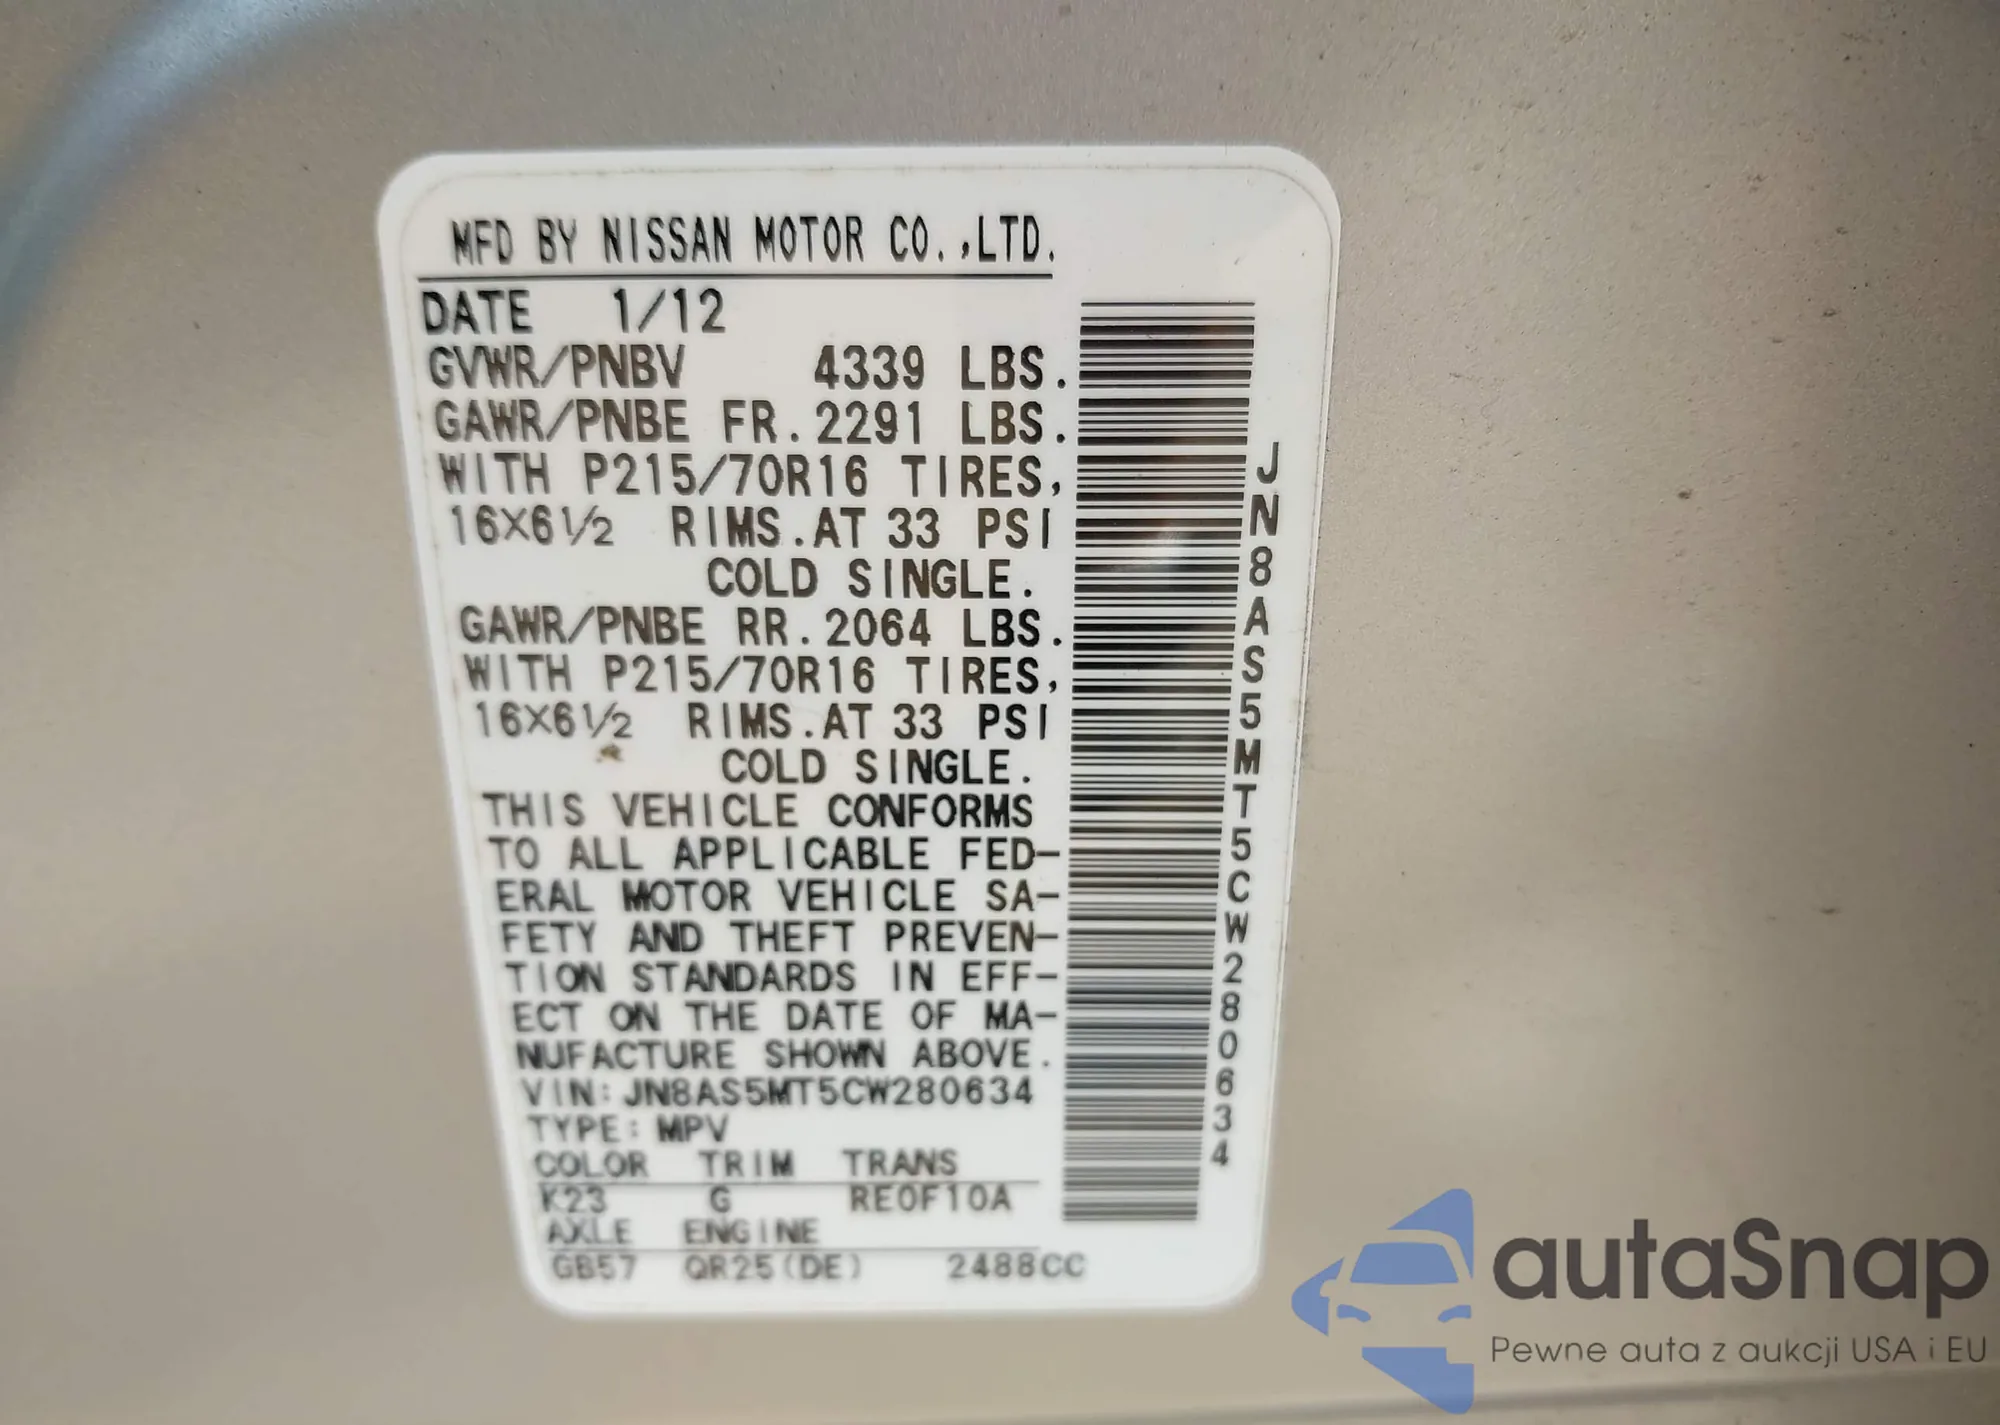 MFD BY NISSAN MOTOR CO.,LTD.
DATE 1/12
GVWR/PNBV 4339 LBS.
GAWR/PNBE FR.2291 LBS.
WITH P215/70R16 TIRES,
16X6½ RIMS.AT 33 PSI
COLD SINGLE.
GAWR/PNBE RR.2064 LBS.
WITH P215/70R16 TIRES,
16X6½ RIMS.AT 33 PSI
COLD SINGLE.
THIS VEHICLE CONFORMS
TO ALL APPLICABLE FED-
ERAL MOTOR VEHICLE SA-
FETY AND THEFT PREVEN-
TION STANDARDS IN EFF-
ECT ON THE DATE OF MA-
NUFACTURE SHOWN ABOVE.
VIN: JN8AS5MT5CW280634
TYPE: MPV
COLOR TRIM TRANS
K23 G RE0F10A
AXLE ENGINE
GB57 QR25(DE) 2488CC
JN8AS5MT5CW280634
autaSnap
Pewne auta z aukcji USA i EU